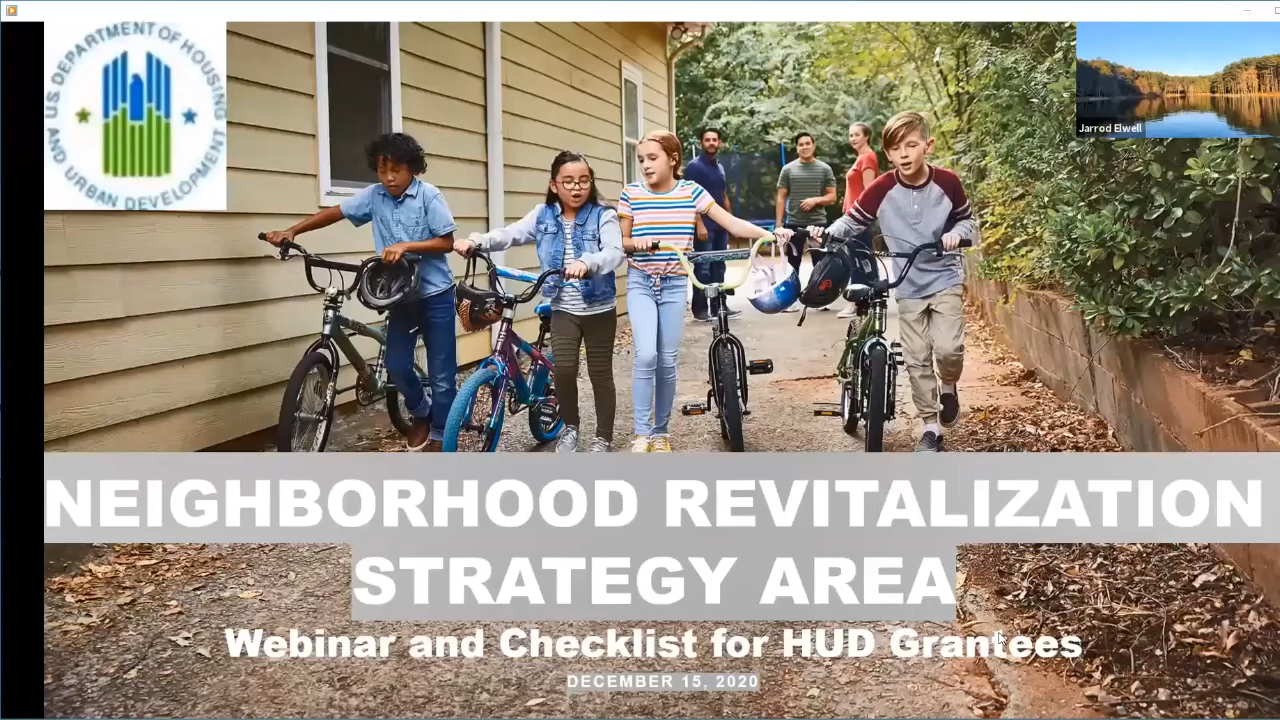 U.S. DEPARTMENT OF HOUSING
AND URBAN DEVELOPMENT
Jarrod Elwell
NEIGHBORHOOD REVITALIZATION
STRATEGY AREA
Webinar and Checklist for HUD Grantees
DECEMBER 15, 2020